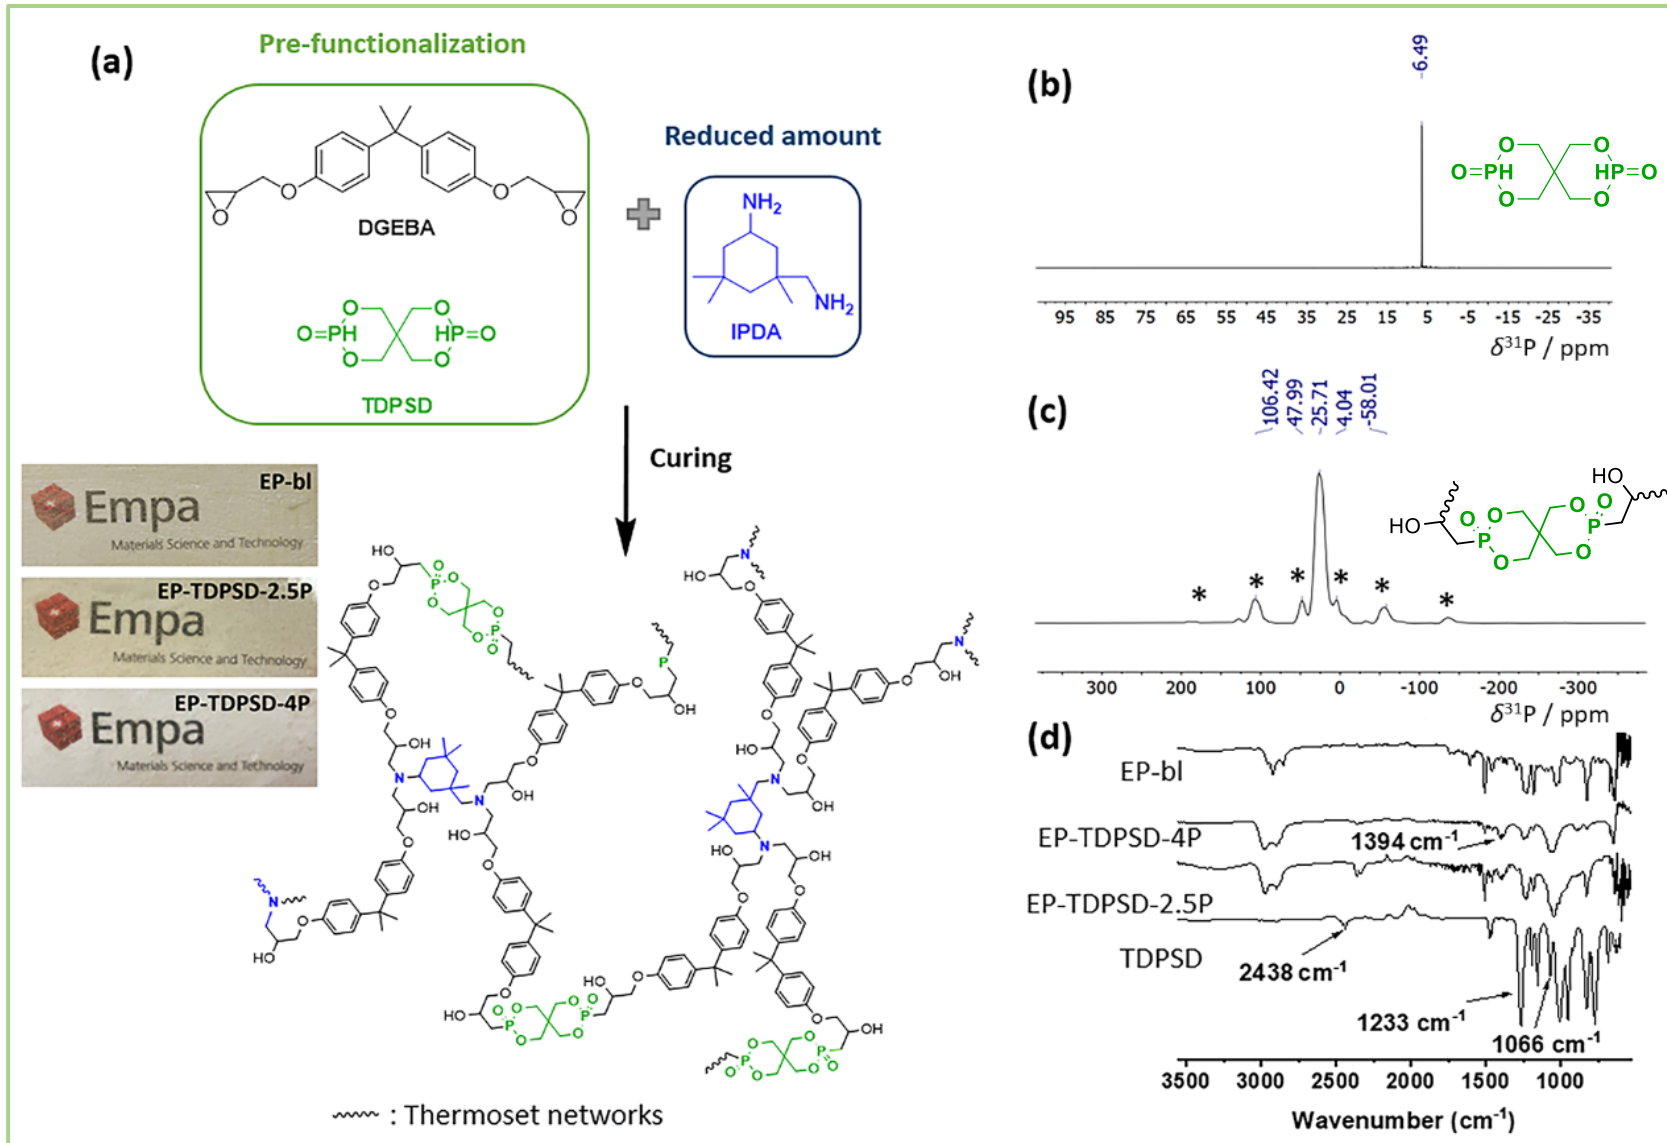 (a)
Pre-functionalization
DGEBA
O
O
O
O
O=PH
HP=O
O
O
O
O
TDPSD
Reduced amount
NH2
NH2
IPDA
Curing
EP-bl
Empa
Materials Science and Technology
EP-TDPSD-2.5P
Empa
Materials Science and Technology
EP-TDPSD-4P
Empa
Materials Science and Technology
: Thermoset networks
(b)
6.49
O=PH
HP=O
O
O
O
O
95 85 75 65 55 45 35 25 15 5 -5 -15 -25 -35
δ³¹P / ppm
(c)
106.42
47.99
25.71
4.04
-58.01
* * * * * *
HO
HO
300 200 100 0 -100 -200 -300
δ³¹P / ppm
(d)
EP-bl
EP-TDPSD-4P
1394 cm⁻¹
EP-TDPSD-2.5P
TDPSD
2438 cm⁻¹
1233 cm⁻¹
1066 cm⁻¹
3500 3000 2500 2000 1500 1000
Wavenumber (cm⁻¹)